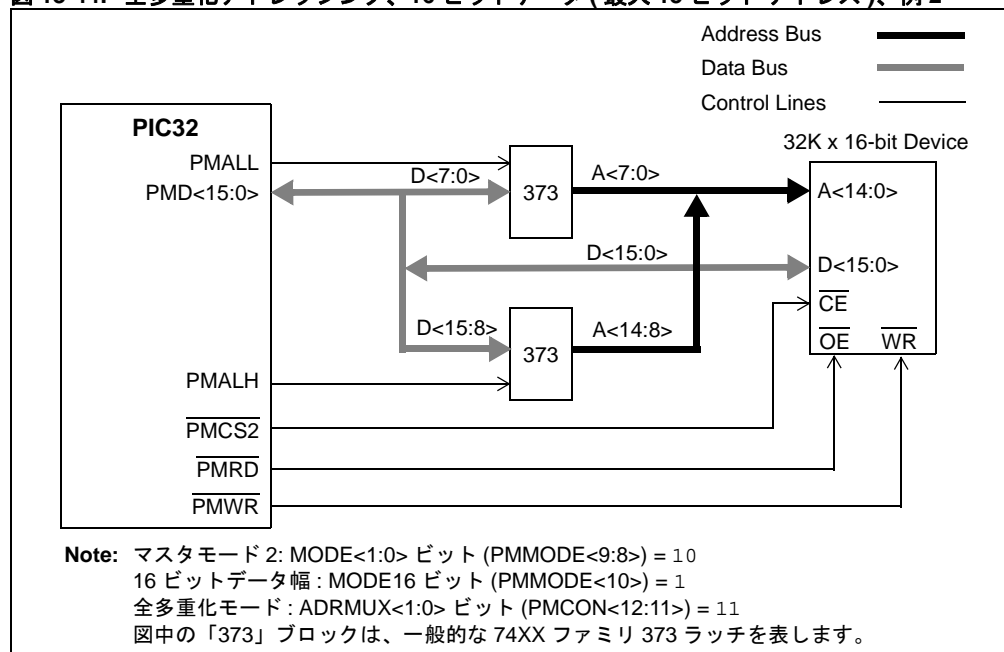 Address Bus
Data Bus
Control Lines
32K x 16-bit Device
PIC32
PMALL
PMD<15:0>
D<7:0>
373
A<7:0>
A<14:0>
D<15:0>
D<15:0>
CE
OE WR
D<15:8>
373
A<14:8>
PMALH
PMCS2
PMRD
PMWR
Note: マスタモード 2: MODE<1:0> ビット (PMMODE<9:8>) = 10
16 ビットデータ幅 : MODE16 ビット (PMMODE<10>) = 1
全多重化モード : ADRMUX<1:0> ビット (PMCON<12:11>) = 11
図中の「373」ブロックは、一般的な 74XX ファミリ 373 ラッチを表します。